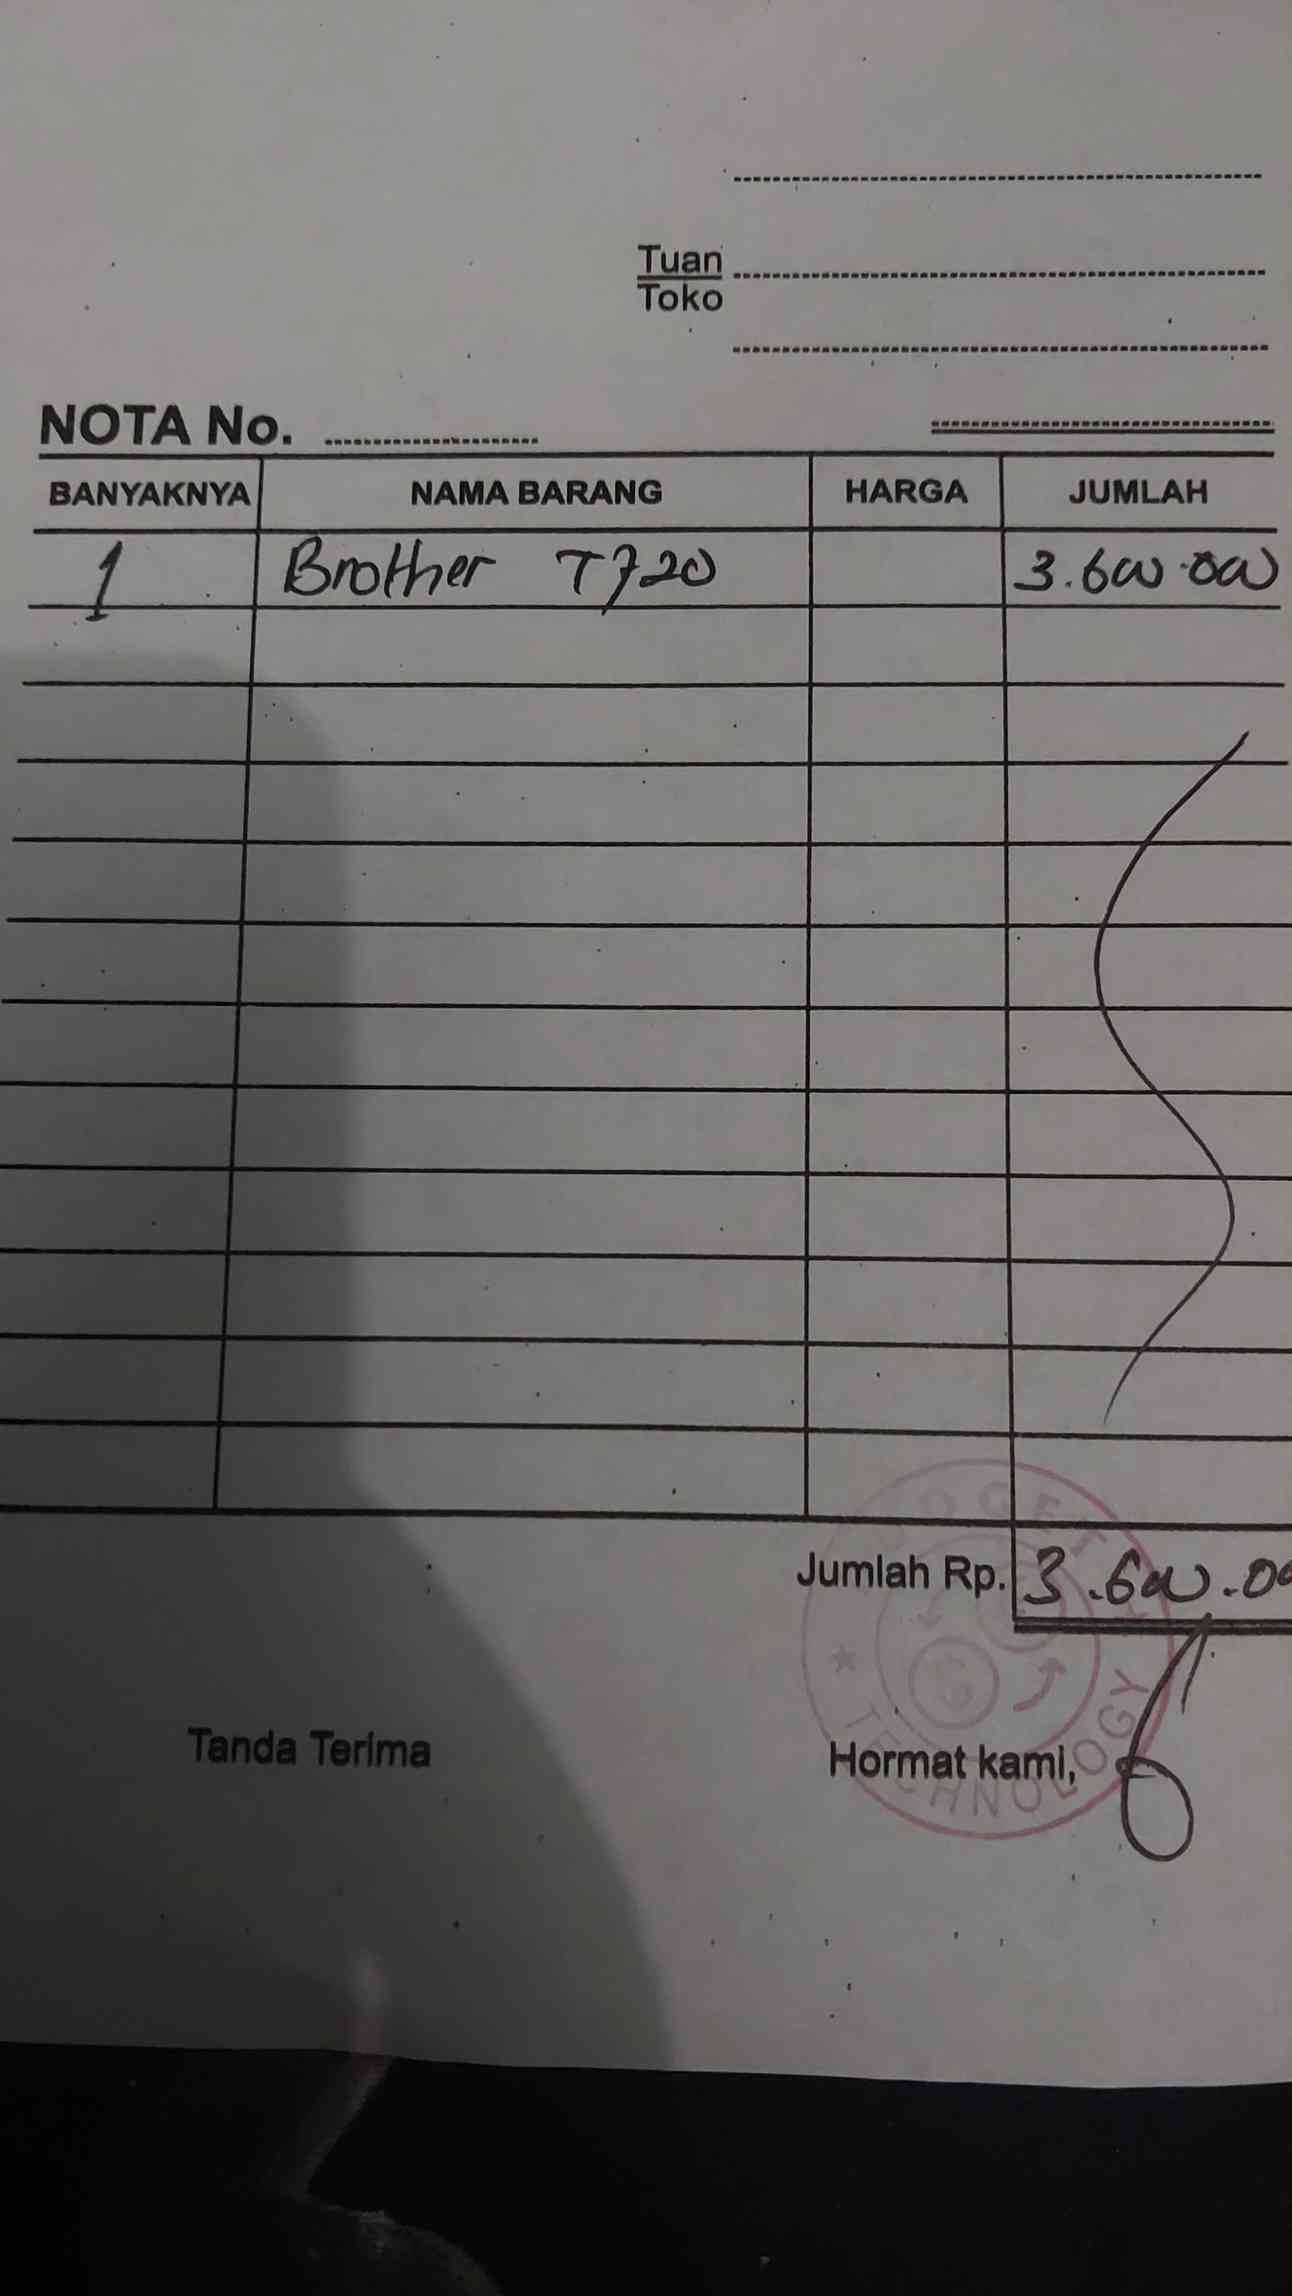 Tuan
Toko
NOTA No.
BANYAKNYA NAMA BARANG HARGA JUMLAH
1 Brother T720 3.600.000
Jumlah Rp. 3.600.00
Tanda Terima Hormat kami,
TECHNOLOGY